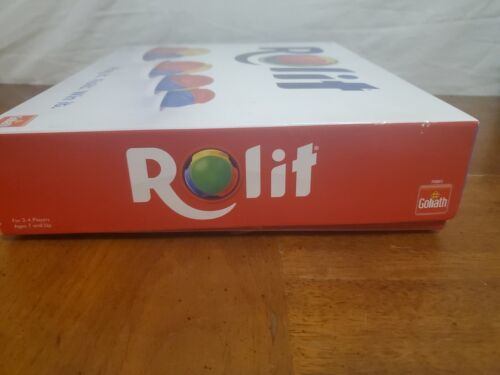 Rolit
Rolit
For 2-4 Players
Ages 7 and Up
Goliath